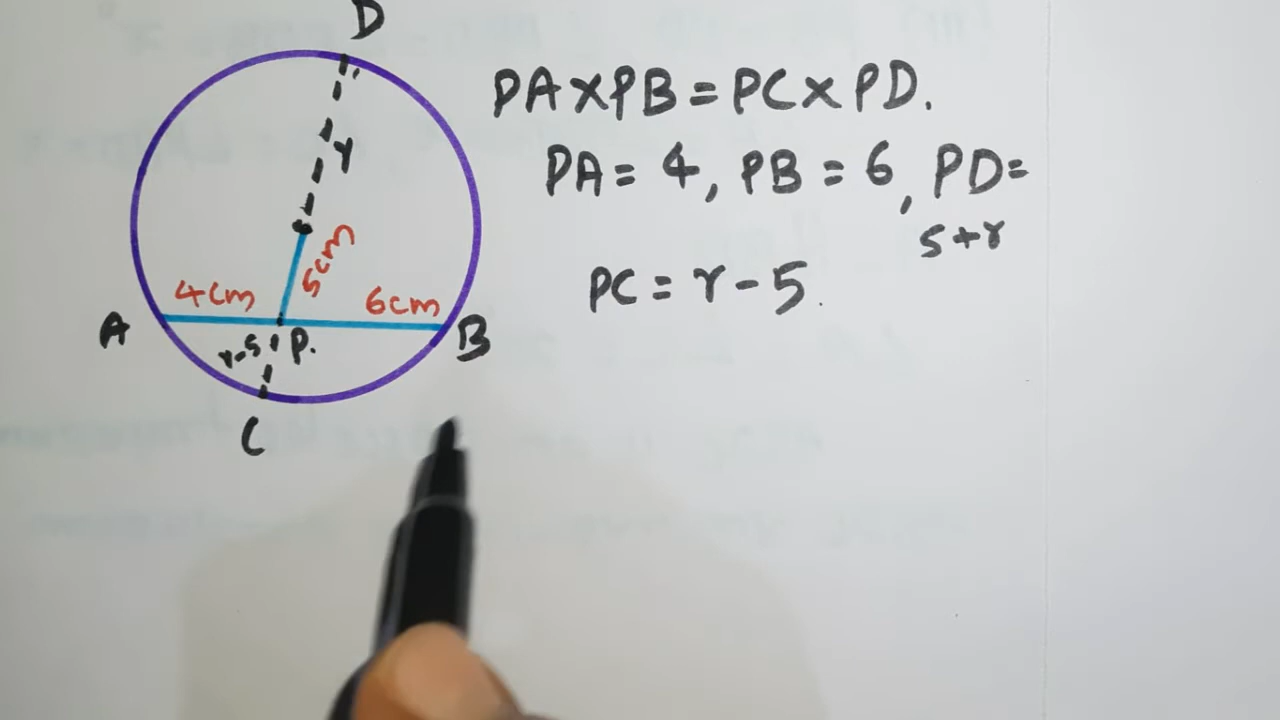 D
PA×PB=PC×PD.
r
PA=4, PB=6, PD=
5+r
5cm
4cm
6cm
PC=r-5.
A
r-5
P.
B
C